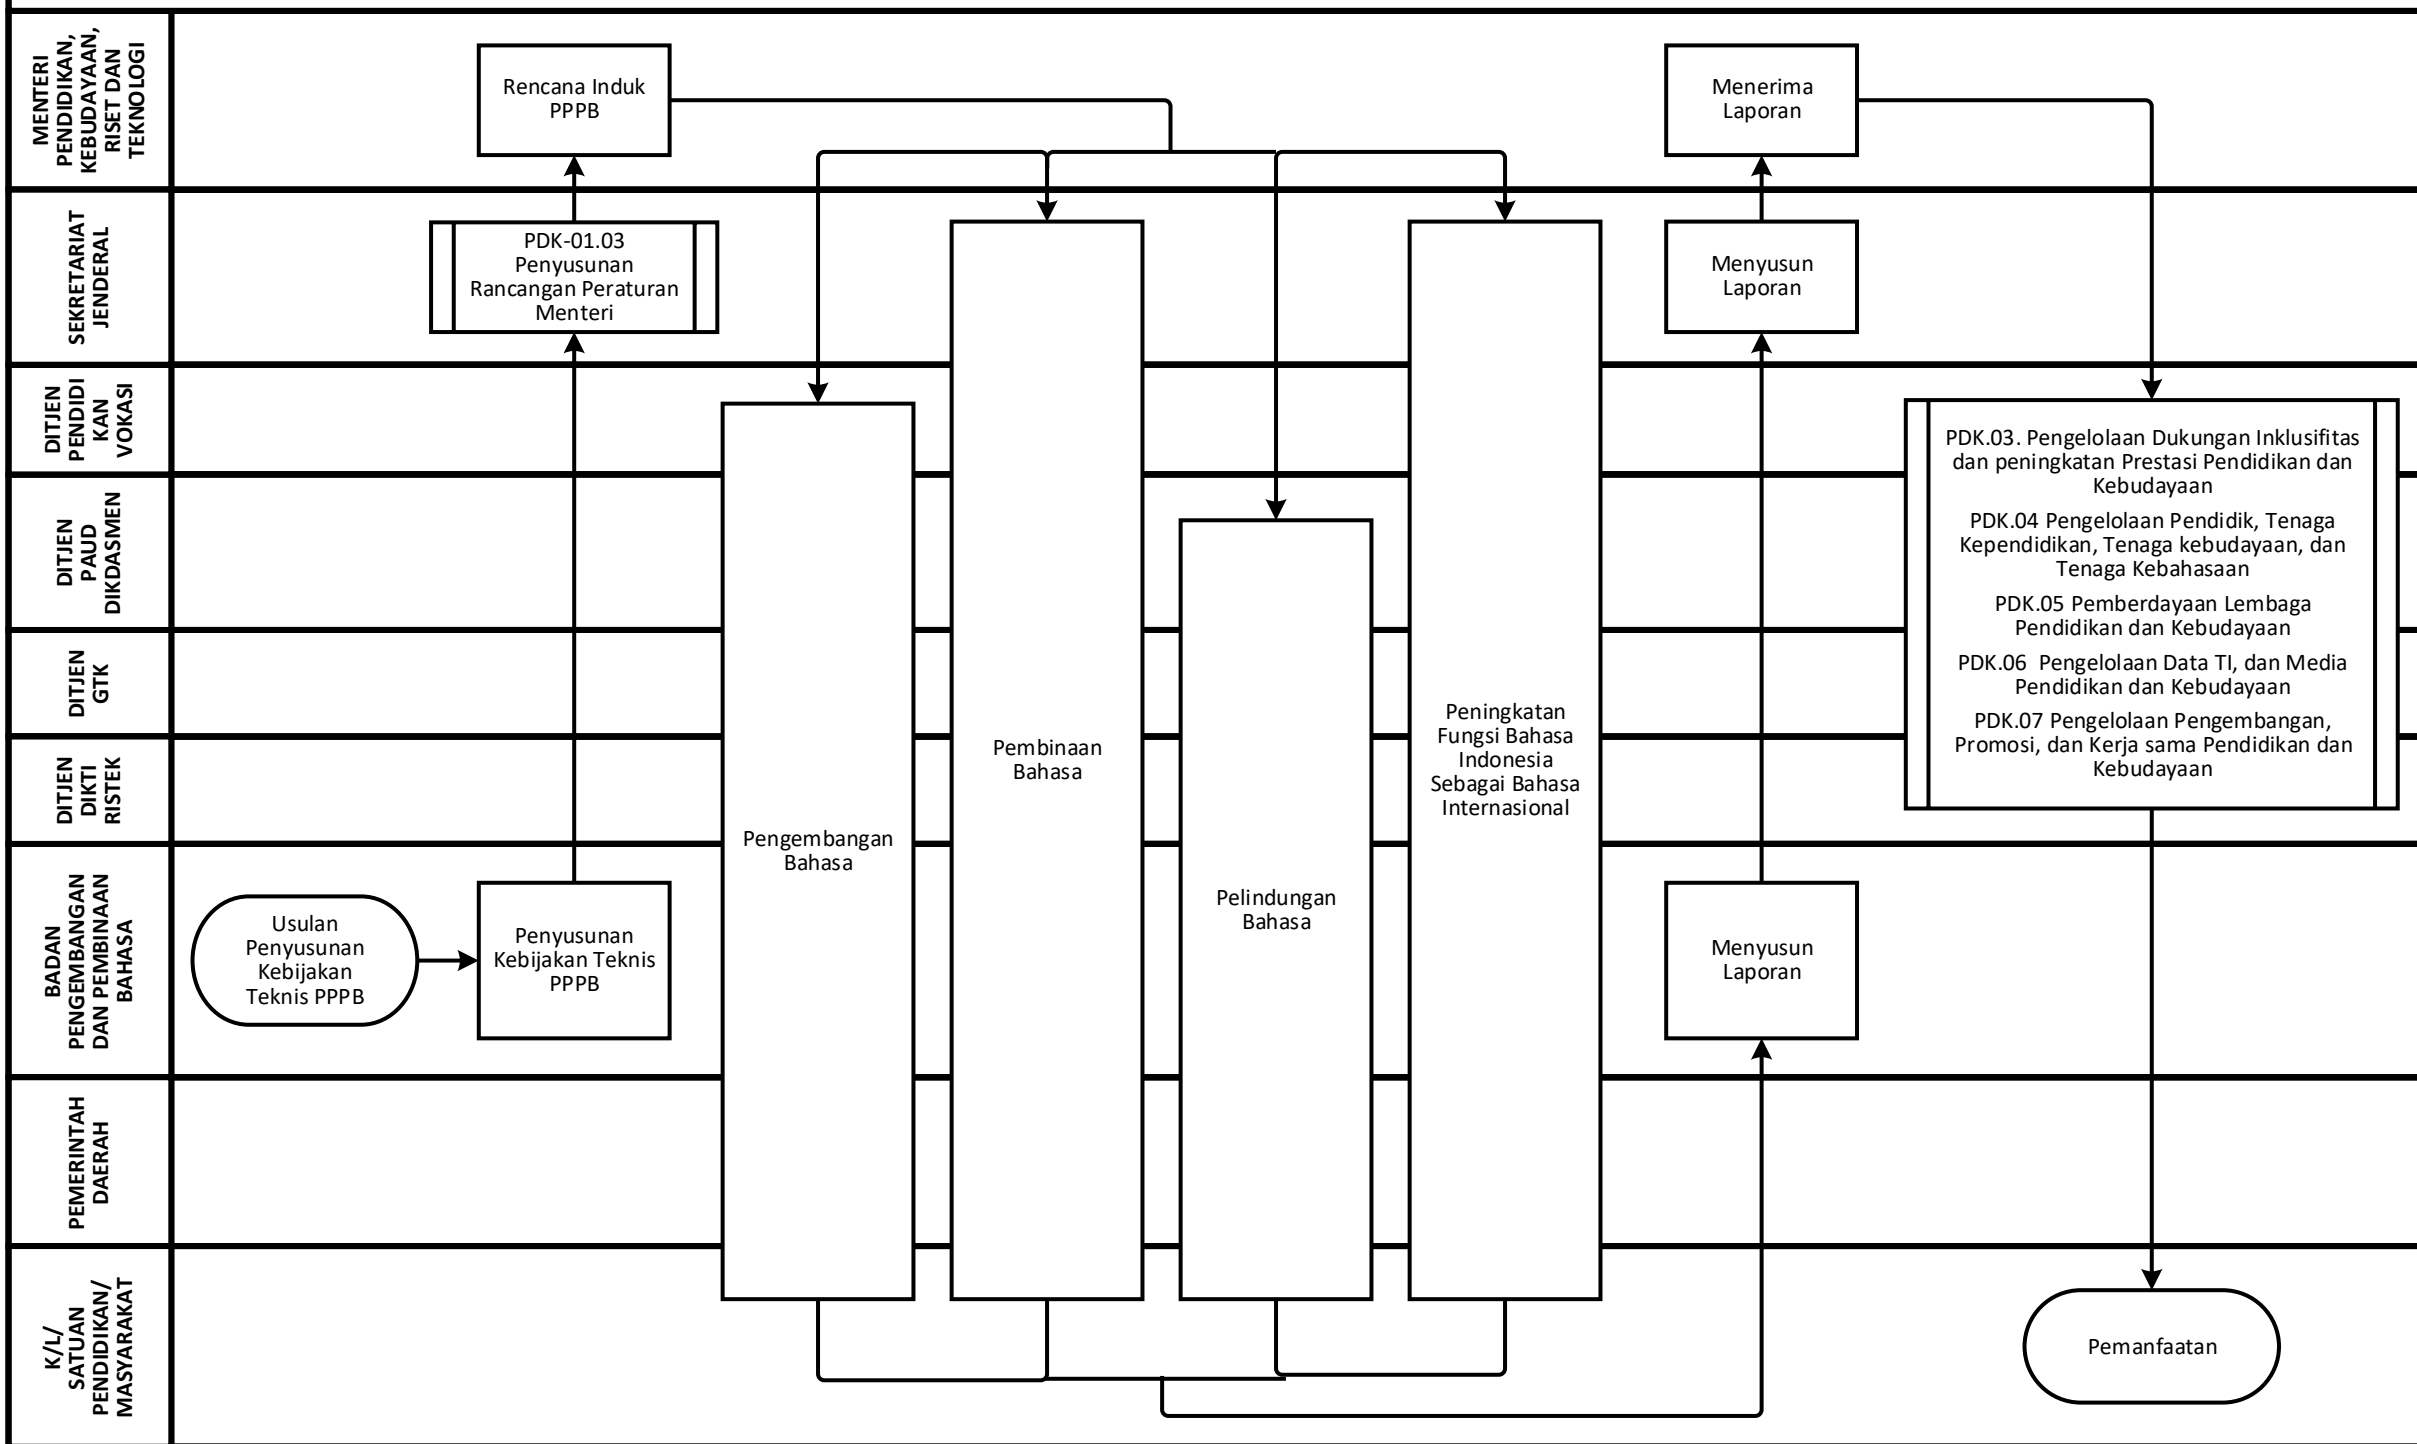 MENTERI
PENDIDIKAN,
KEBUDAYAAN,
RISET DAN
TEKNOLOGI
Rencana Induk
PPPB
Menerima
Laporan
SEKRETARIAT
JENDERAL
PDK-01.03
Penyusunan
Rancangan Peraturan
Menteri
Menyusun
Laporan
DITJEN
PENDIDI
KAN
VOKASI
PDK.03. Pengelolaan Dukungan Inklusifitas
dan peningkatan Prestasi Pendidikan dan
Kebudayaan
PDK.04 Pengelolaan Pendidik, Tenaga
Kependidikan, Tenaga kebudayaan, dan
Tenaga Kebahasaan
PDK.05 Pemberdayaan Lembaga
Pendidikan dan Kebudayaan
PDK.06  Pengelolaan Data TI, dan Media
Pendidikan dan Kebudayaan
PDK.07 Pengelolaan Pengembangan,
Promosi, dan Kerja sama Pendidikan dan
Kebudayaan
DITJEN
PAUD
DIKDASMEN
DITJEN
GTK
DITJEN
DIKTI
RISTEK
Pengembangan
Bahasa
Pembinaan
Bahasa
Pelindungan
Bahasa
Peningkatan
Fungsi Bahasa
Indonesia
Sebagai Bahasa
Internasional
BADAN
PENGEMBANGAN
DAN PEMBINAAN
BAHASA
Usulan
Penyusunan
Kebijakan
Teknis PPPB
Penyusunan
Kebijakan Teknis
PPPB
Menyusun
Laporan
PEMERINTAH
DAERAH
K/L/
SATUAN
PENDIDIKAN/
MASYARAKAT
Pemanfaatan